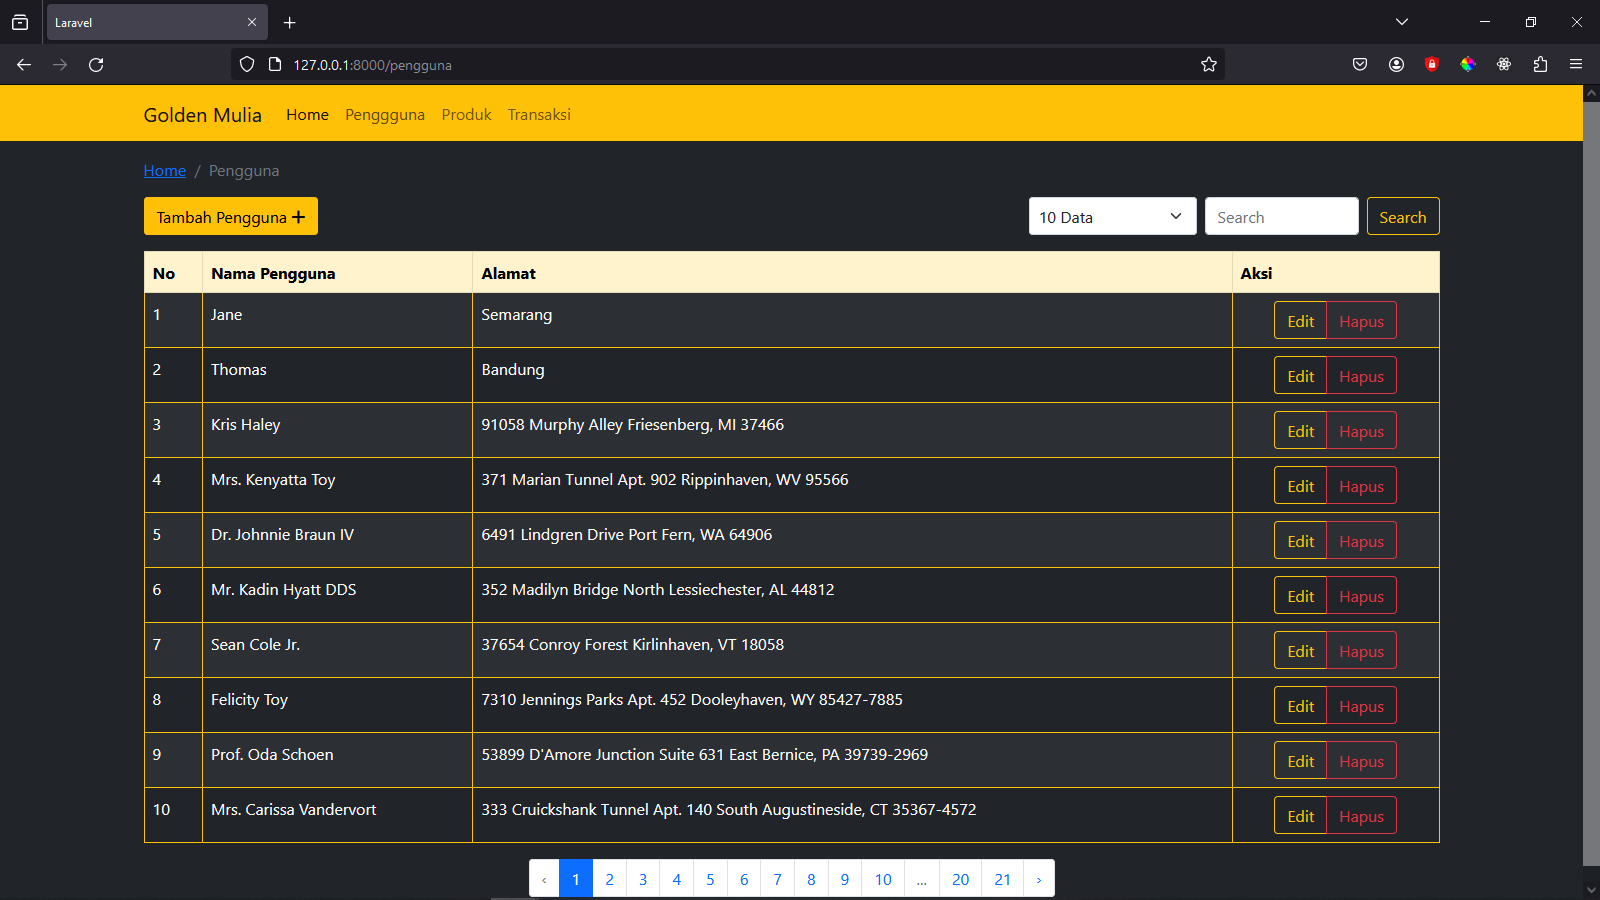 Laravel
127.0.0.1:8000/pengguna
Golden Mulia Home Penggguna Produk Transaksi
Home / Pengguna
Tambah Pengguna + 10 Data Search Search
No Nama Pengguna Alamat Aksi
1 Jane Semarang Edit Hapus
2 Thomas Bandung Edit Hapus
3 Kris Haley 91058 Murphy Alley Friesenberg, MI 37466 Edit Hapus
4 Mrs. Kenyatta Toy 371 Marian Tunnel Apt. 902 Rippinhaven, WV 95566 Edit Hapus
5 Dr. Johnnie Braun IV 6491 Lindgren Drive Port Fern, WA 64906 Edit Hapus
6 Mr. Kadin Hyatt DDS 352 Madilyn Bridge North Lessiechester, AL 44812 Edit Hapus
7 Sean Cole Jr. 37654 Conroy Forest Kirlinhaven, VT 18058 Edit Hapus
8 Felicity Toy 7310 Jennings Parks Apt. 452 Dooleyhaven, WY 85427-7885 Edit Hapus
9 Prof. Oda Schoen 53899 D'Amore Junction Suite 631 East Bernice, PA 39739-2969 Edit Hapus
10 Mrs. Carissa Vandervort 333 Cruickshank Tunnel Apt. 140 South Augustineside, CT 35367-4572 Edit Hapus
‹ 1 2 3 4 5 6 7 8 9 10 ... 20 21 ›